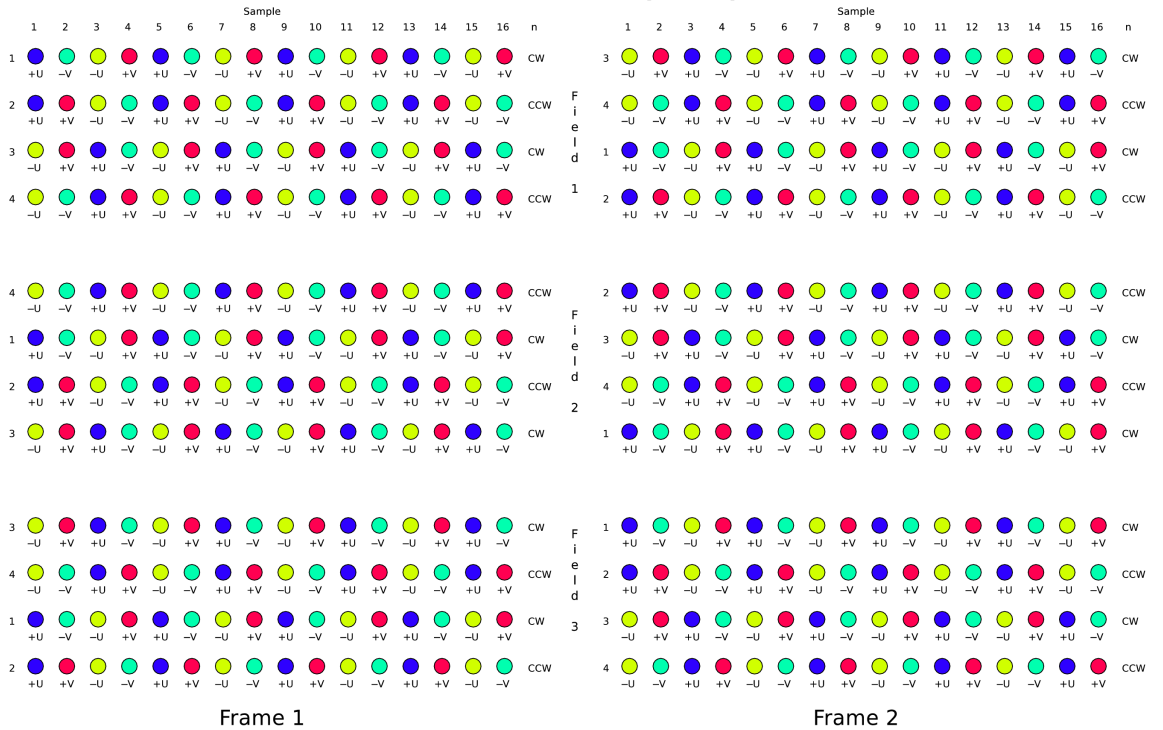 Sample
1 2 3 4 5 6 7 8 9 10 11 12 13 14 15 16 n
1 CW
+U −V −U +V +U −V −U +V +U −V −U +V +U −V −U +V
2 CCW
+U +V −U −V +U +V −U −V +U +V −U −V +U +V −U −V
3 CW
−U +V +U −V −U +V +U −V −U +V +U −V −U +V +U −V
4 CCW
−U −V +U +V −U −V +U +V −U −V +U +V −U −V +U +V
4 CCW
−U −V +U +V −U −V +U +V −U −V +U +V −U −V +U +V
1 CW
+U −V −U +V +U −V −U +V +U −V −U +V +U −V −U +V
2 CCW
+U +V −U −V +U +V −U −V +U +V −U −V +U +V −U −V
3 CW
−U +V +U −V −U +V +U −V −U +V +U −V −U +V +U −V
3 CW
−U +V +U −V −U +V +U −V −U +V +U −V −U +V +U −V
4 CCW
−U −V +U +V −U −V +U +V −U −V +U +V −U −V +U +V
1 CW
+U −V −U +V +U −V −U +V +U −V −U +V +U −V −U +V
2 CCW
+U +V −U −V +U +V −U −V +U +V −U −V +U +V −U −V
Frame 1
Field 1
Field 2
Field 3
Sample
1 2 3 4 5 6 7 8 9 10 11 12 13 14 15 16 n
3 CW
−U +V +U −V −U +V +U −V −U +V +U −V −U +V +U −V
4 CCW
−U −V +U +V −U −V +U +V −U −V +U +V −U −V +U +V
1 CW
+U −V −U +V +U −V −U +V +U −V −U +V +U −V −U +V
2 CCW
+U +V −U −V +U +V −U −V +U +V −U −V +U +V −U −V
2 CCW
+U +V −U −V +U +V −U −V +U +V −U −V +U +V −U −V
3 CW
−U +V +U −V −U +V +U −V −U +V +U −V −U +V +U −V
4 CCW
−U −V +U +V −U −V +U +V −U −V +U +V −U −V +U +V
1 CW
+U −V −U +V +U −V −U +V +U −V −U +V +U −V −U +V
1 CW
+U −V −U +V +U −V −U +V +U −V −U +V +U −V −U +V
2 CCW
+U +V −U −V +U +V −U −V +U +V −U −V +U +V −U −V
3 CW
−U +V +U −V −U +V +U −V −U +V +U −V −U +V +U −V
4 CCW
−U −V +U +V −U −V +U +V −U −V +U +V −U −V +U +V
Frame 2